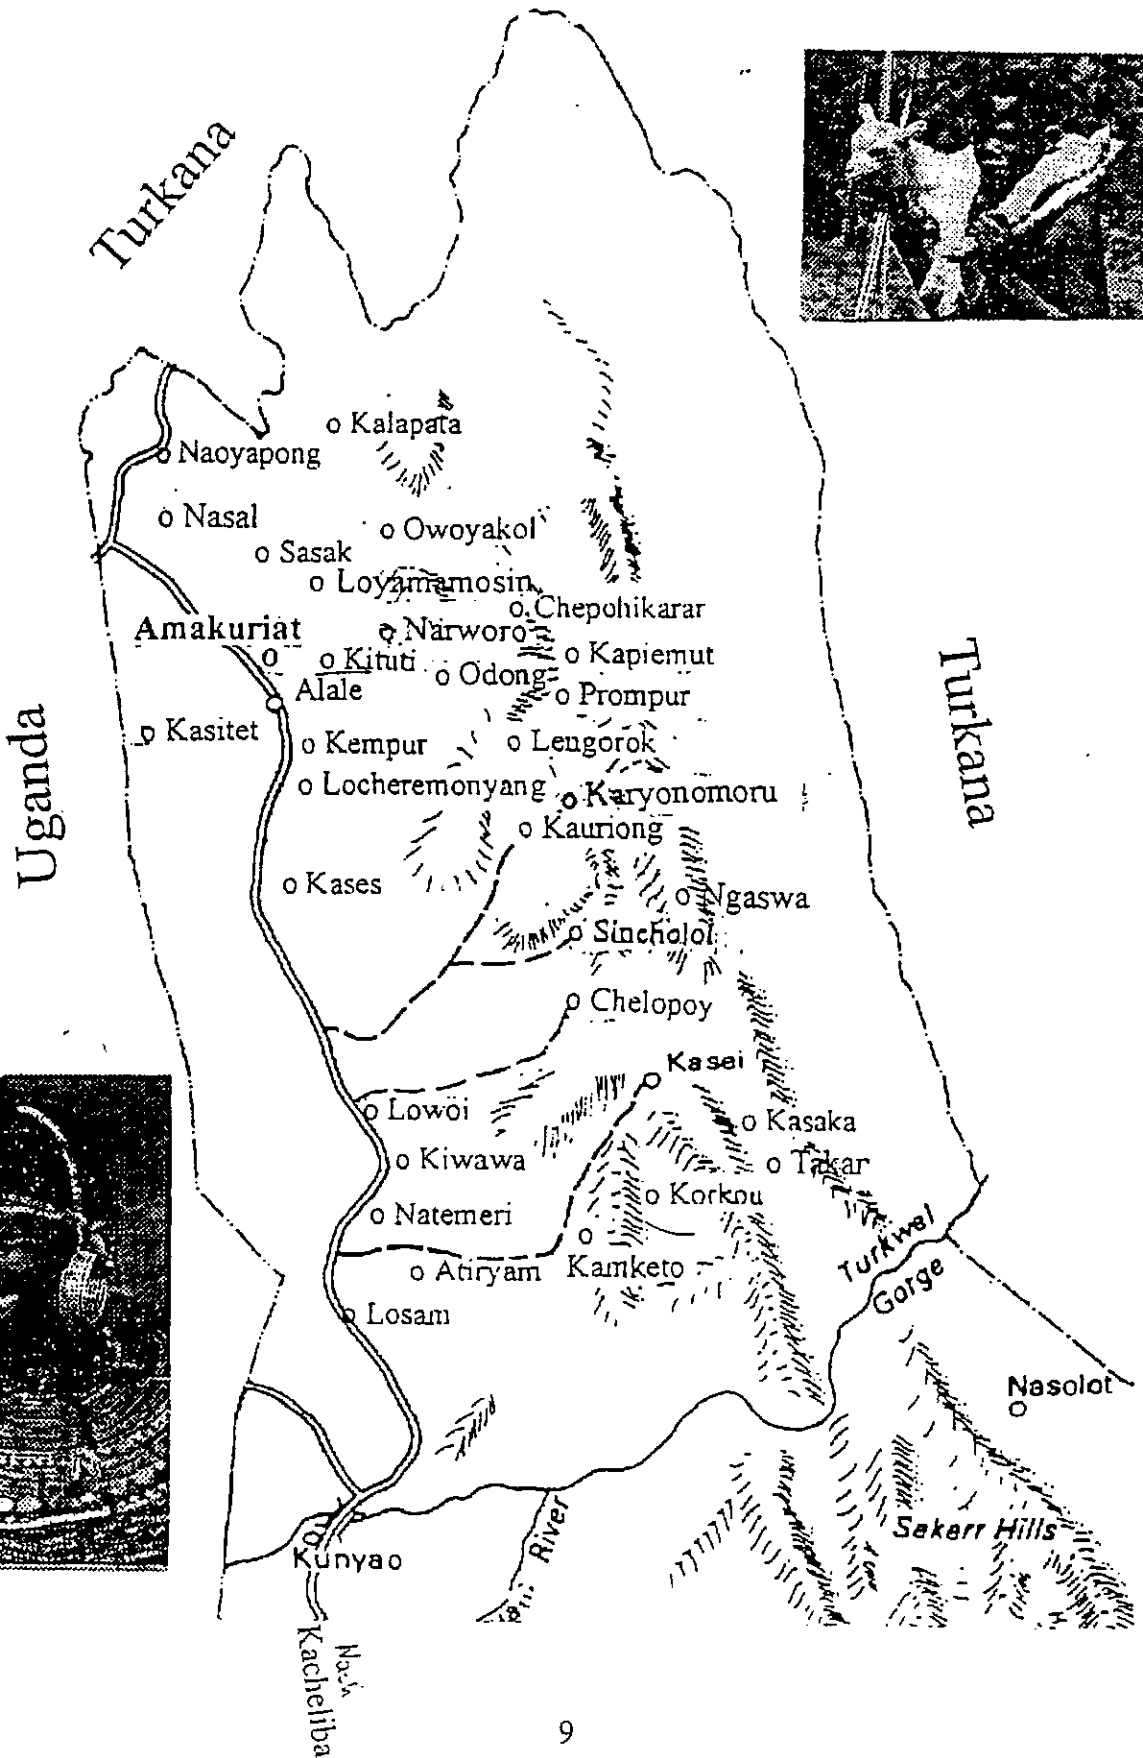 Turkana
Kalapata
Naoyapong
Nasal
Owoyakol
Sasak
Loyamamosin
Chepohikarar
Amakuriat
Narworo
Kituti
Kapiemut
Odong
Alale
Prompur
Turkana
Uganda
Kasitet
Kempur
Lengorok
Locheremonyang
Karyonomoru
Kauriong
Kases
Ngaswa
Sincholol
Chelopoy
Kasei
Lowoi
Kasaka
Kiwawa
Takar
Korkou
Natemeri
Atiryam
Kamketo
Turkwel
Gorge
Losam
Nasolot
River
Sekerr Hills
Kunyao
Kacheliba
9